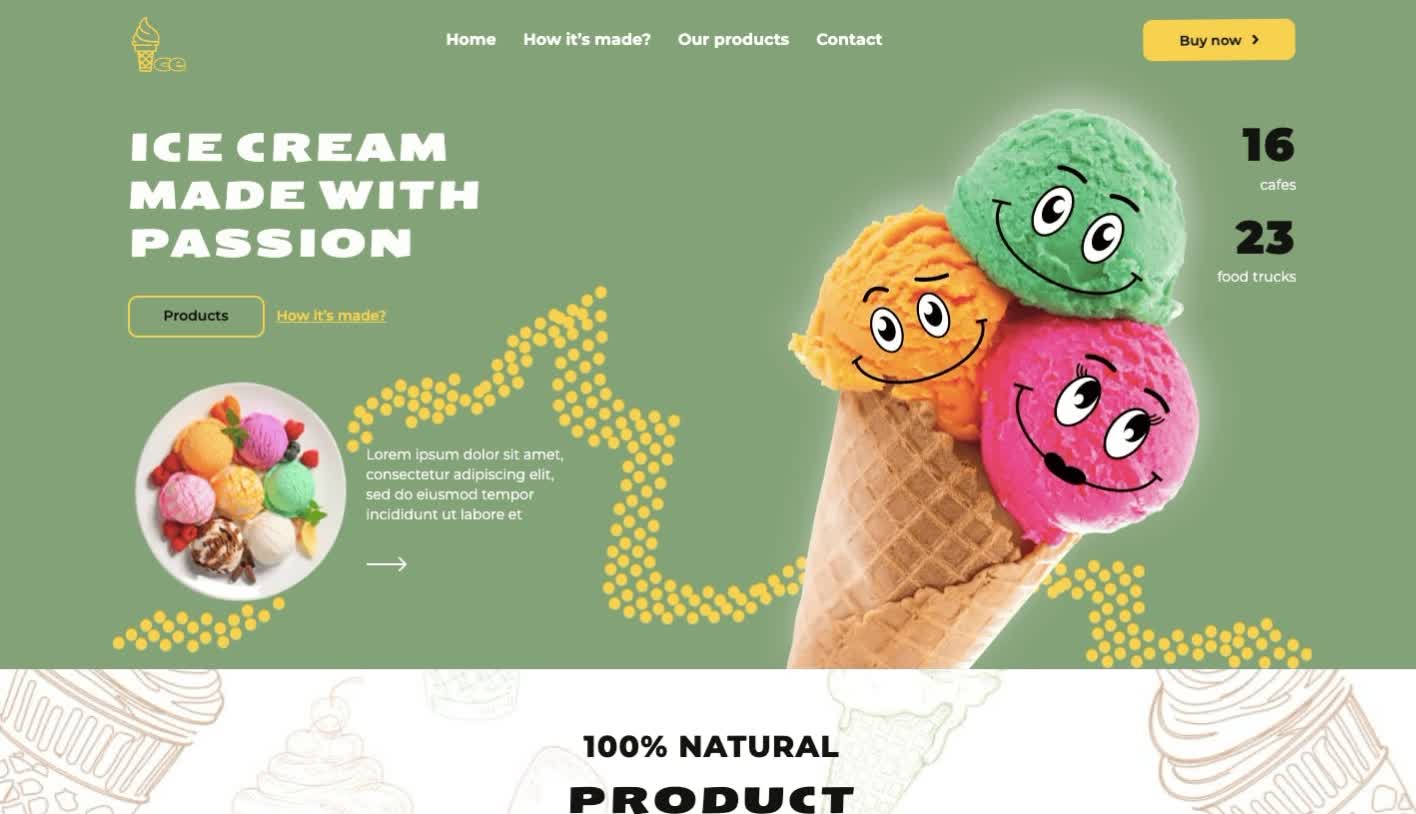 ice
Home
How it's made?
Our products
Contact
Buy now
ICE CREAM
MADE WITH
PASSION
16
cafes
23
food trucks
Products
How it's made?
Lorem ipsum dolor sit amet,
consectetur adipiscing elit,
sed do eiusmod tempor
incididunt ut labore et
100% NATURAL
PRODUCT